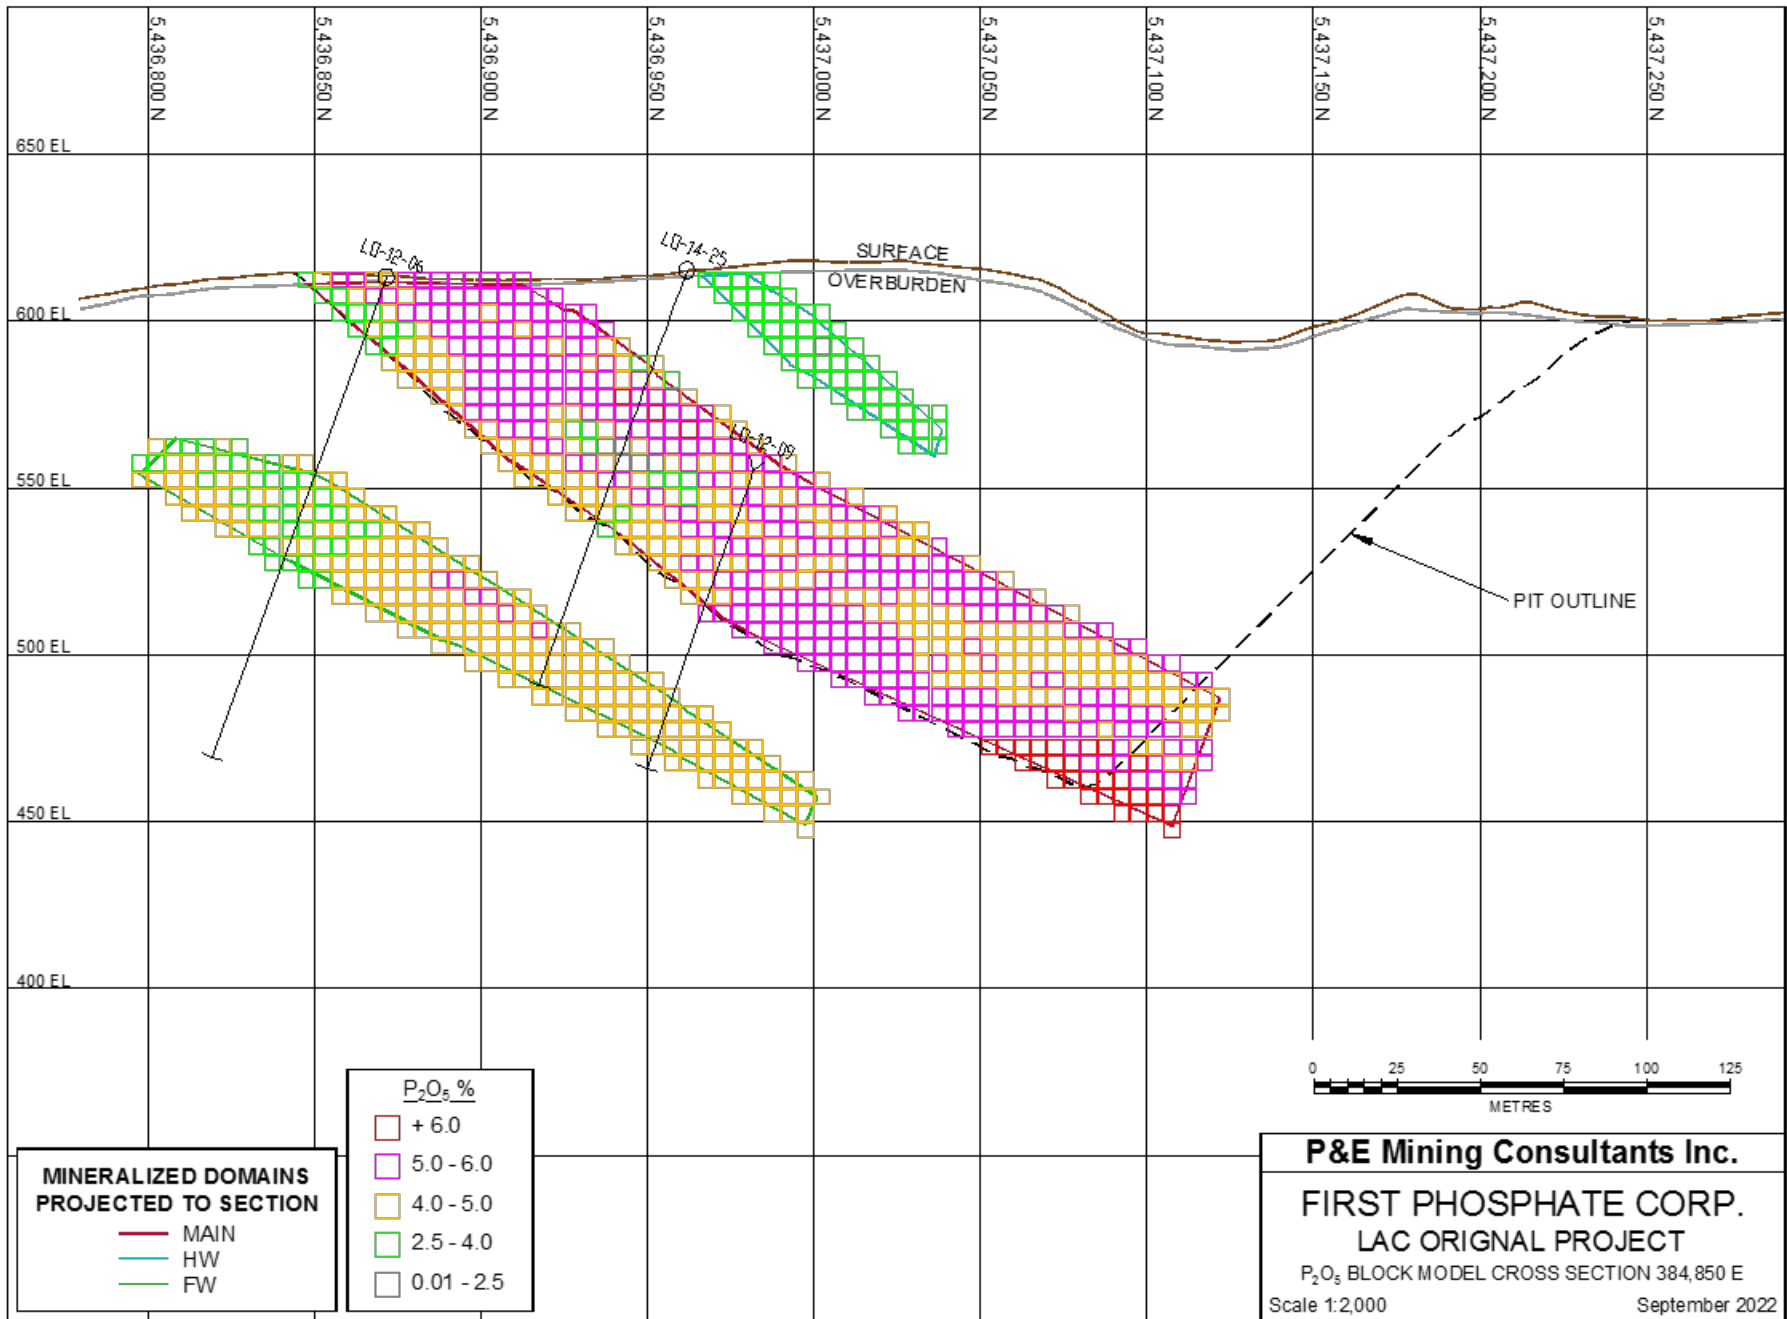 5,436,800 N
5,436,850 N
5,436,900 N
5,436,950 N
5,437,000 N
5,437,050 N
5,437,100 N
5,437,150 N
5,437,200 N
5,437,250 N
650 EL
LO-12-06
LO-14-25
SURFACE
OVERBURDEN
600 EL
LO-12-09
550 EL
PIT OUTLINE
500 EL
450 EL
400 EL
0 25 50 75 100 125
METRES
P₂O₅ %
+ 6.0
5.0 - 6.0
4.0 - 5.0
2.5 - 4.0
0.01 - 2.5
MINERALIZED DOMAINS
PROJECTED TO SECTION
MAIN
HW
FW
P&E Mining Consultants Inc.
FIRST PHOSPHATE CORP.
LAC ORIGNAL PROJECT
P₂O₅ BLOCK MODEL CROSS SECTION 384,850 E
Scale 1:2,000 September 2022